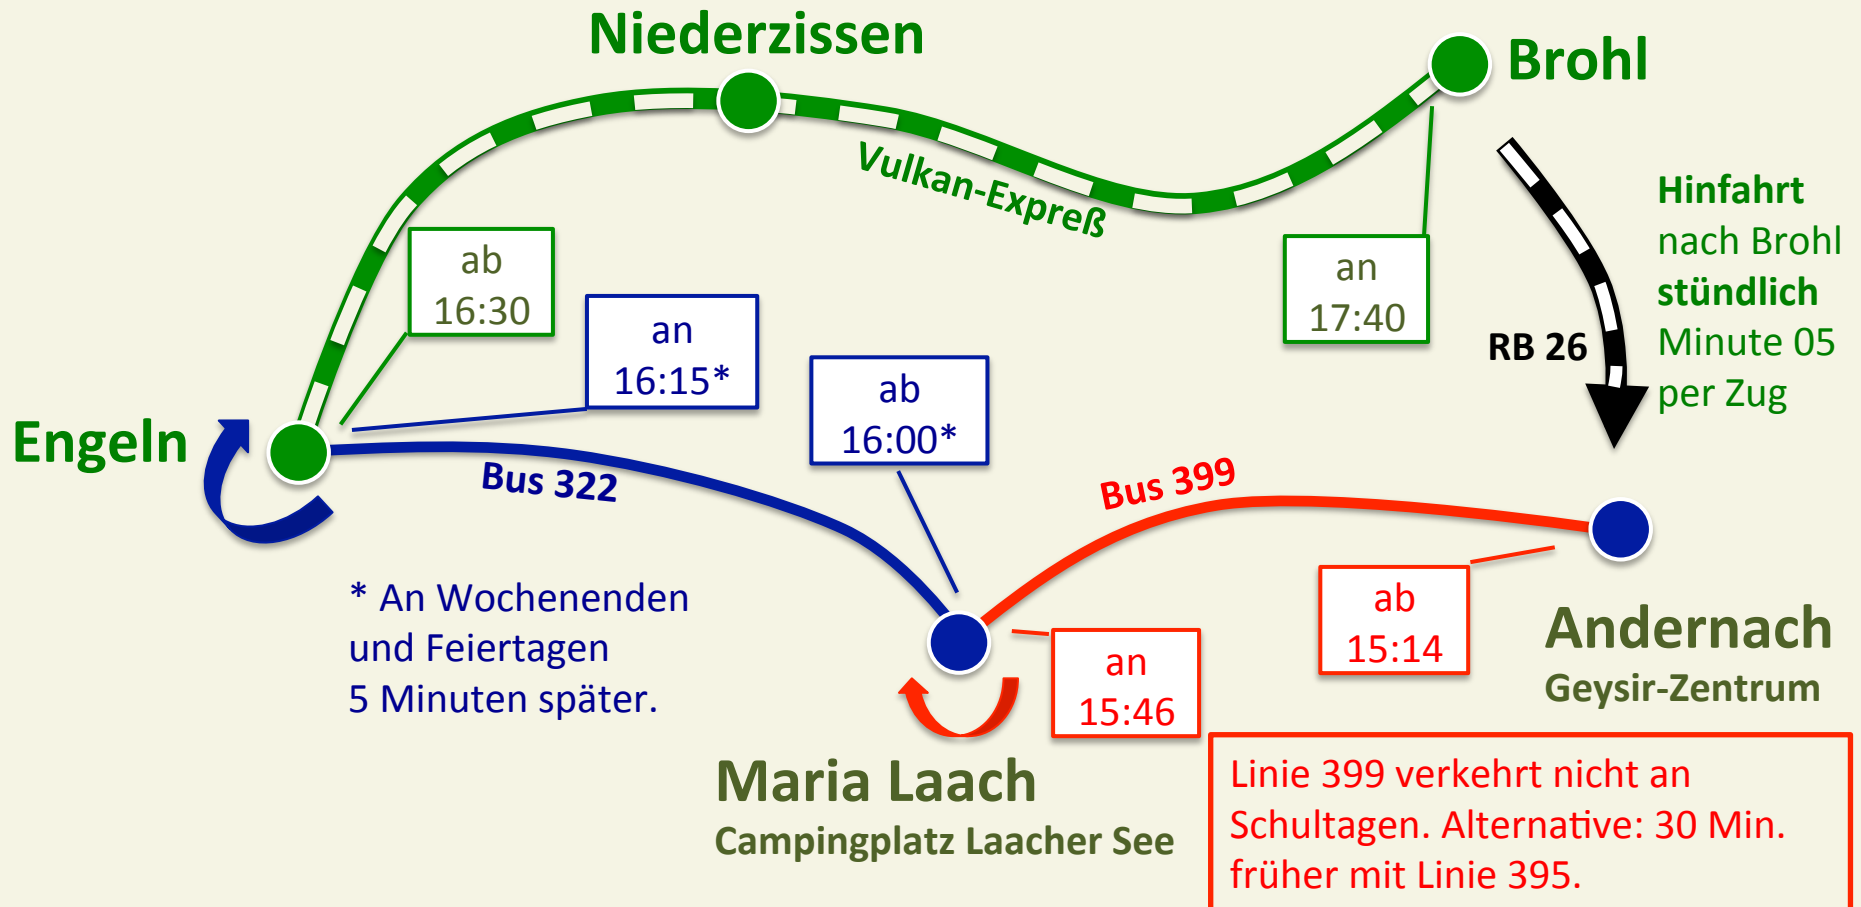 Niederzissen
Brohl
Vulkan-Expreß
Hinfahrt
nach Brohl
stündlich
Minute 05
per Zug
ab
16:30
an
17:40
RB 26
an
16:15*
ab
16:00*
Engeln
Bus 322
Bus 399
* An Wochenenden
und Feiertagen
5 Minuten später.
ab
15:14
an
15:46
Andernach
Geysir-Zentrum
Maria Laach
Campingplatz Laacher See
Linie 399 verkehrt nicht an
Schultagen. Alternative: 30 Min.
früher mit Linie 395.